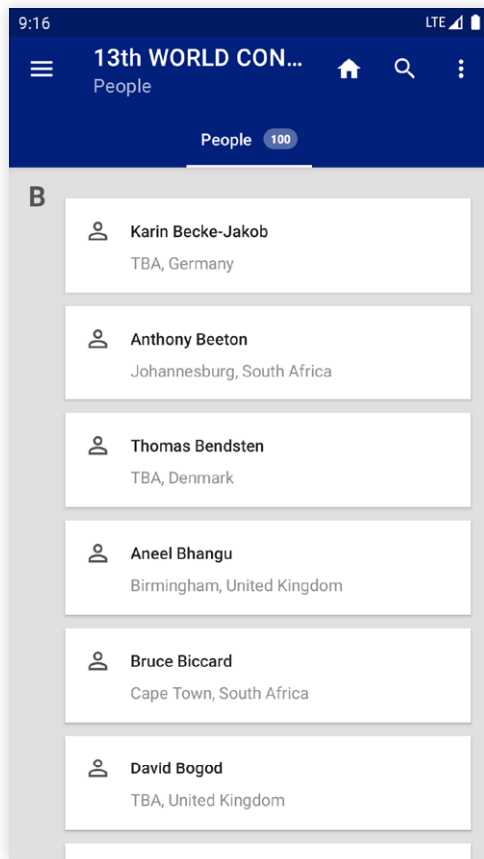 9:16
LTE
13th WORLD CON...
People
People 100
B
Karin Becke-Jakob
TBA, Germany
Anthony Beeton
Johannesburg, South Africa
Thomas Bendsten
TBA, Denmark
Aneel Bhangu
Birmingham, United Kingdom
Bruce Biccard
Cape Town, South Africa
David Bogod
TBA, United Kingdom